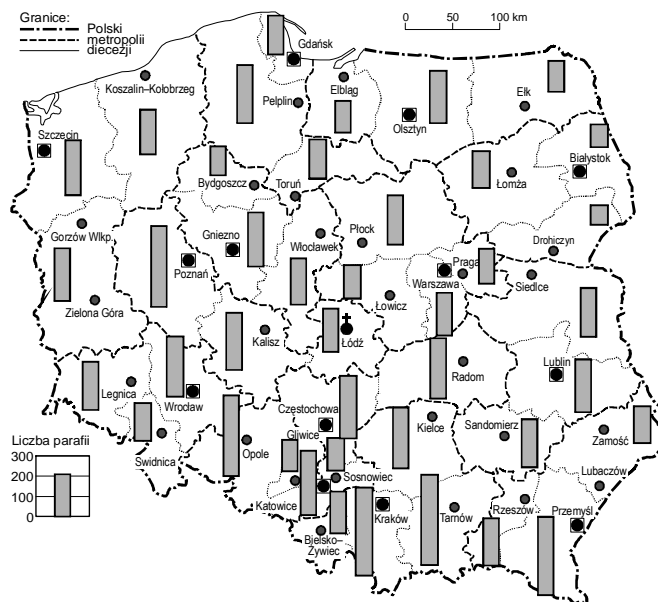 Granice:
Polski
metropolii
diecezji
0 50 100 km
Gdańsk
Koszalin–Kołobrzeg
Pelplin
Elbląg
Olsztyn
Ełk
Szczecin
Bydgoszcz
Toruń
Łomża
Białystok
Gorzów Wlkp.
Gniezno
Poznań
Włocławek
Płock
Drohiczyn
Praga
Warszawa
Siedlce
Zielona Góra
Łowicz
Kalisz
Łódź
Radom
Lublin
Legnica
Wrocław
Częstochowa
Gliwice
Kielce
Sandomierz
Zamość
Liczba parafii
300
200
100
0
Swidnica
Opole
Sosnowiec
Katowice
Lubaczów
Rzeszów
Przemyśl
Kraków
Tarnów
Bielsko–
Żywiec